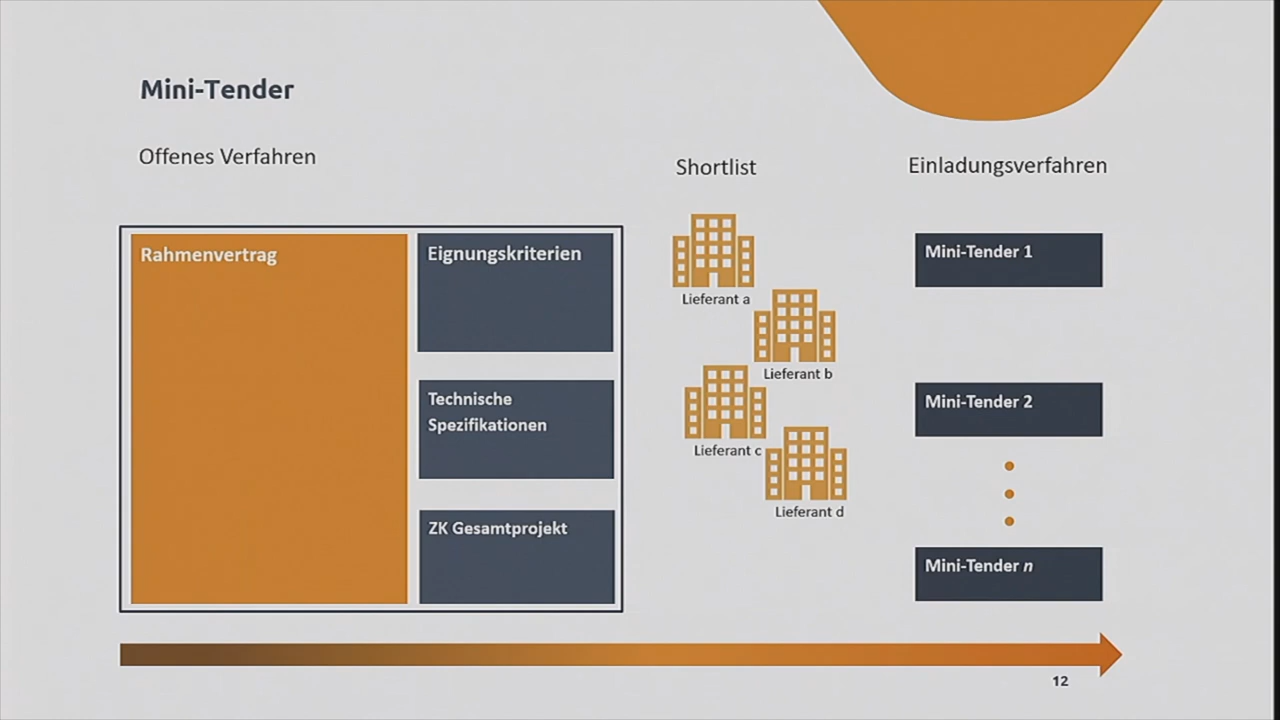 Mini-Tender
Offenes Verfahren
Shortlist
Einladungsverfahren
Rahmenvertrag
Eignungskriterien
Technische
Spezifikationen
ZK Gesamtprojekt
Lieferant a
Lieferant b
Lieferant c
Lieferant d
Mini-Tender 1
Mini-Tender 2
Mini-Tender n
12